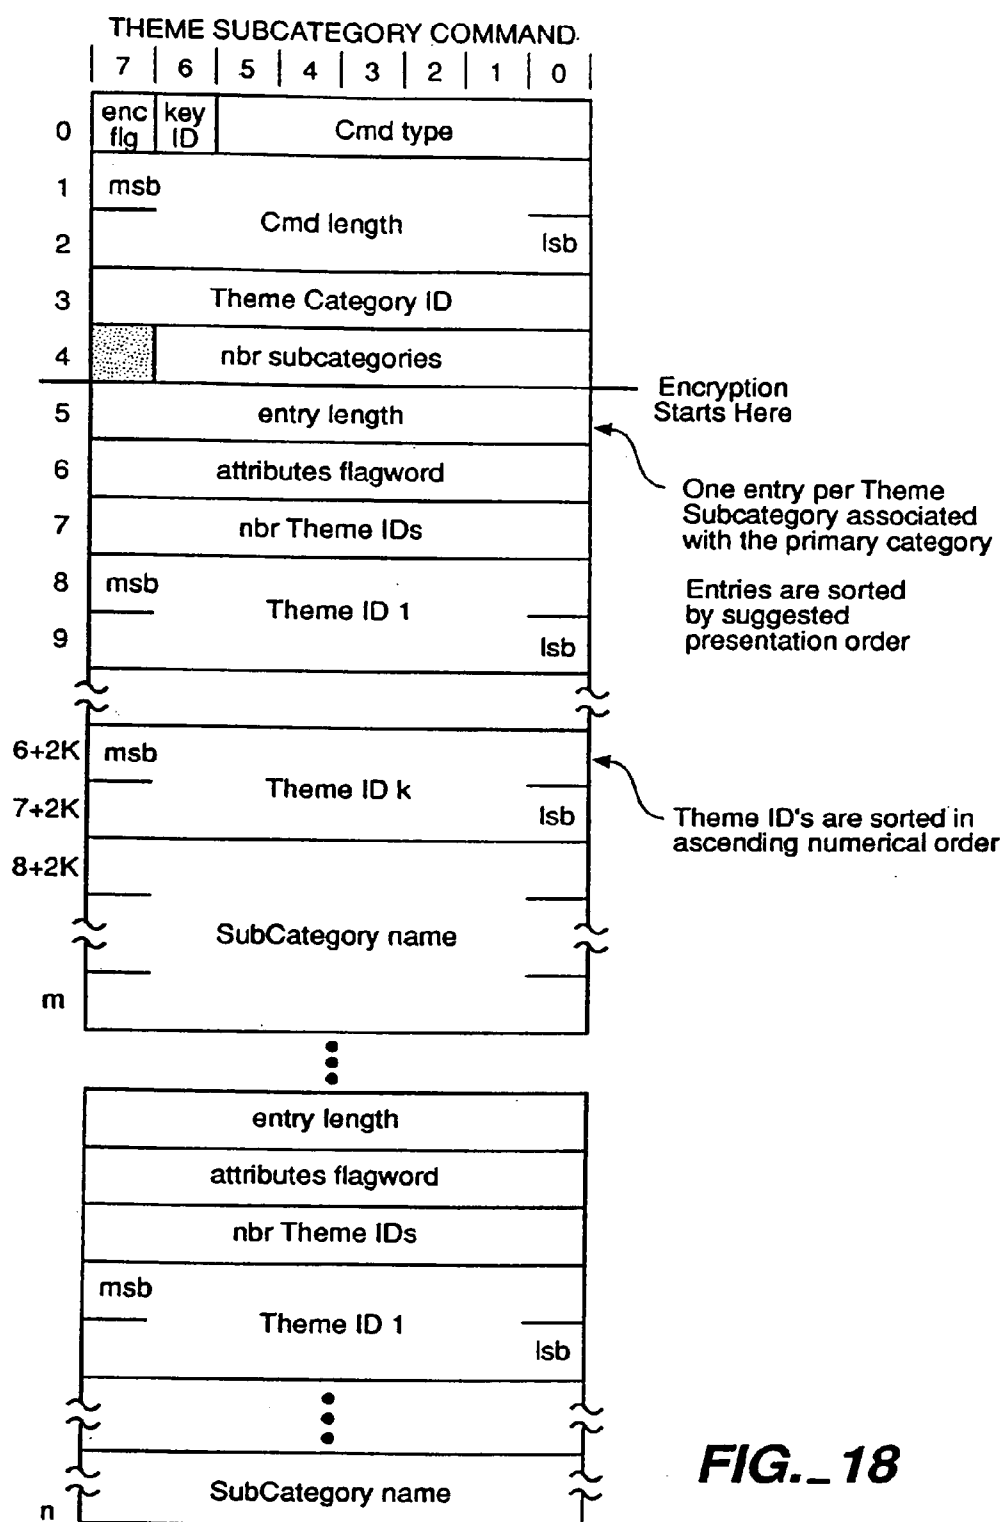 THEME SUBCATEGORY COMMAND
7 6 5 4 3 2 1 0
0 enc flg key ID Cmd type
1 msb
Cmd length
2 lsb
3 Theme Category ID
4 nbr subcategories
Encryption
Starts Here
5 entry length
6 attributes flagword
One entry per Theme
Subcategory associated
with the primary category
7 nbr Theme IDs
8 msb
Theme ID 1
9 lsb
Entries are sorted
by suggested
presentation order
6+2K msb
Theme ID k
7+2K lsb
Theme ID's are sorted in
ascending numerical order
8+2K
SubCategory name
m
entry length
attributes flagword
nbr Theme IDs
msb
Theme ID 1
lsb
SubCategory name
n
FIG._18